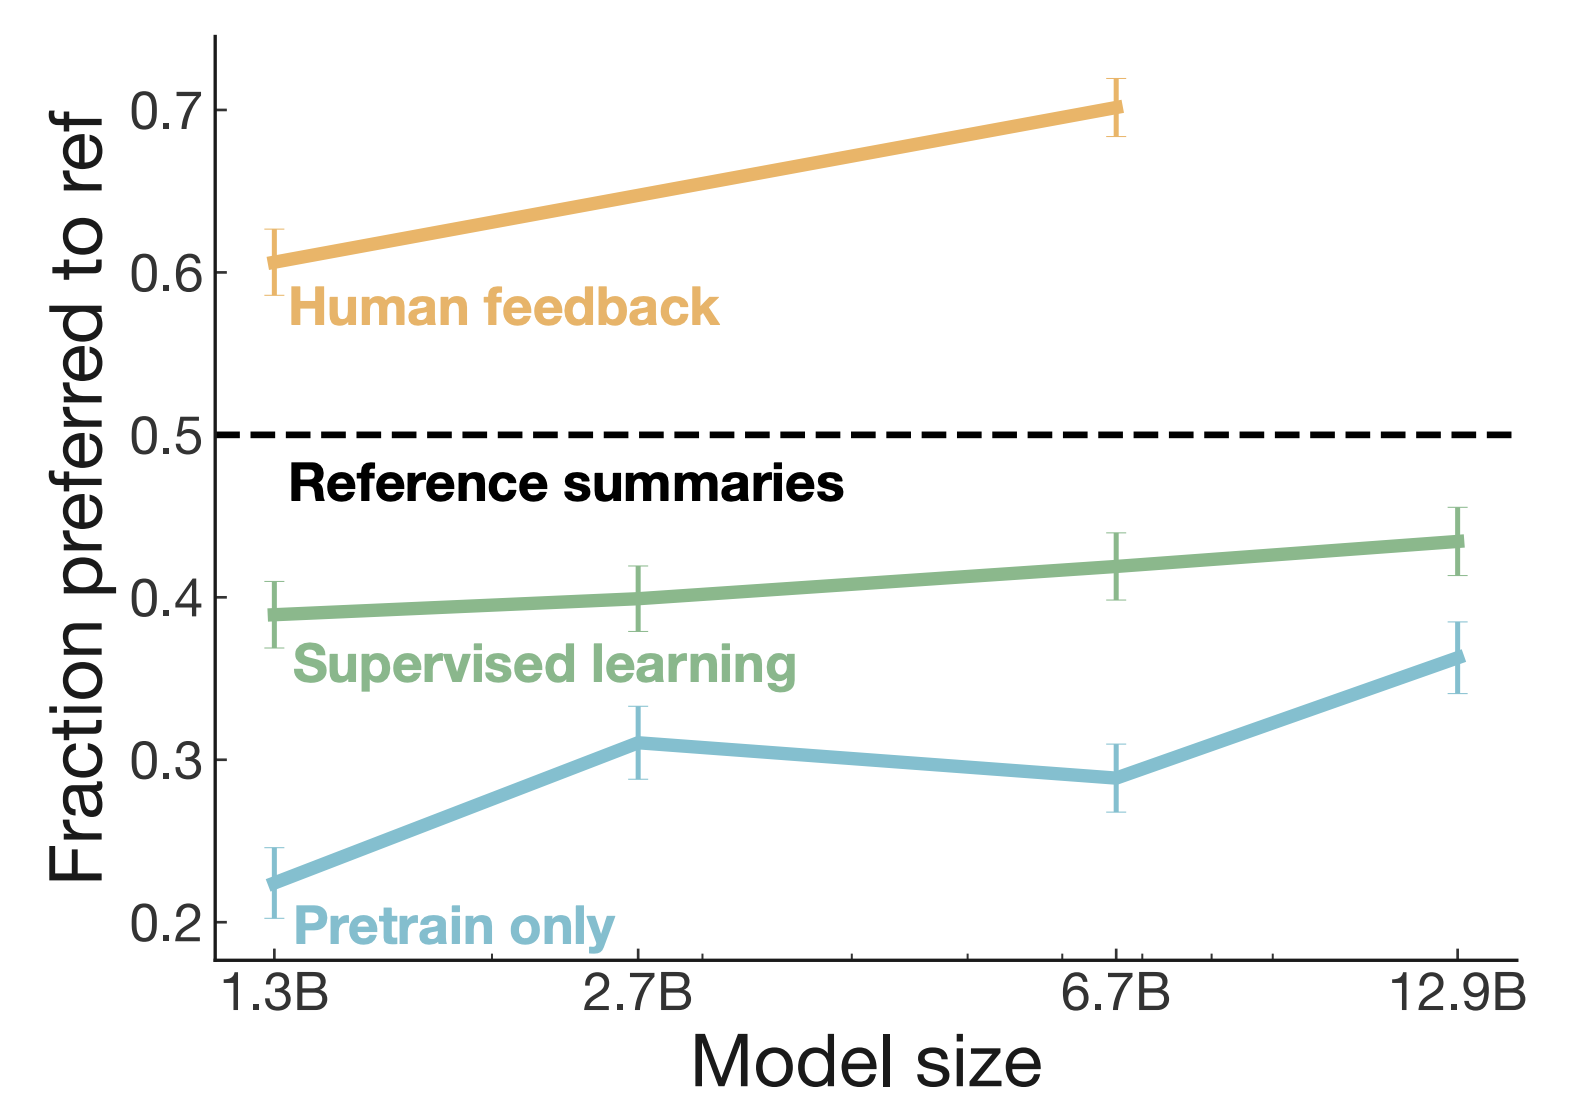 Fraction preferred to ref
0.7
0.6
Human feedback
0.5
Reference summaries
0.4
Supervised learning
0.3
0.2
Pretrain only
1.3B 2.7B 6.7B 12.9B
Model size